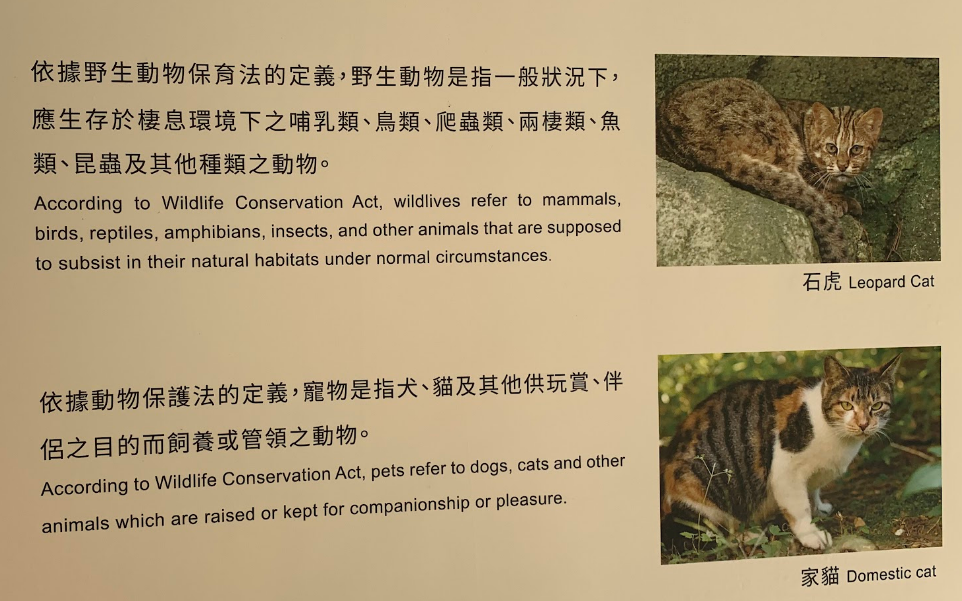 依據野生動物保育法的定義，野生動物是指一般狀況下，
應生存於棲息環境下之哺乳類、鳥類、爬蟲類、兩棲類、魚
類、昆蟲及其他種類之動物。
According to Wildlife Conservation Act, wildlives refer to mammals,
birds, reptiles, amphibians, insects, and other animals that are supposed
to subsist in their natural habitats under normal circumstances.
石虎 Leopard Cat
依據動物保護法的定義，寵物是指犬、貓及其他供玩賞、伴
侶之目的而飼養或管領之動物。
According to Wildlife Conservation Act, pets refer to dogs, cats and other
animals which are raised or kept for companionship or pleasure.
家貓 Domestic cat